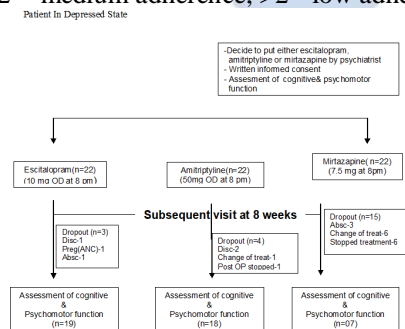 medium adherence, >2
low adhe
Patient In Depressed State
-Decide to put either escitalopram,
amitriptyline or mirtazapine by psychiatrist
- Written informed consent
- Assesment of cognitive& psychomotor
function
Escitalopram(n=22)
(10 mg OD at 8 pm)
Amitriptyline(n=22)
(50mg OD at 8 pm)
Mirtazapine( n=22)
(7.5 mg at 8pm)
Subsequent visit at 8 weeks
Dropout (n=3)
Disc-1
Preg(ANC)-1
Absc-1
Dropout (n=4)
Disc-2
Change of treat-1
Post OP stopped-1
Dropout (n=15)
Absc-3
Change of treat-6
Stopped treatment-6
Assessment of cognitive
&
Psychomotor function
(n=19)
Assessment of cognitive
&
Psychomotor function
(n=18)
Assessment of cognitive
&
Psychomotor function
(n=07)